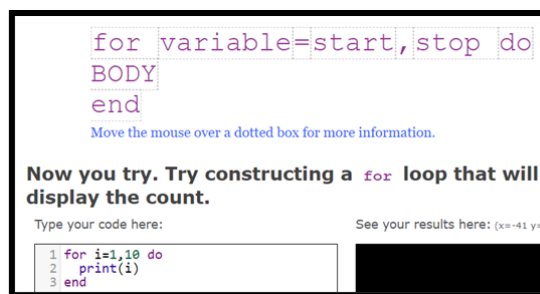 for variable=start,stop do
BODY
end
Move the mouse over a dotted box for more information.
Now you try. Try constructing a for loop that will
display the count.
Type your code here:
See your results here: (x=-41 y=
1 for i=1,10 do
2 print(i)
3 end